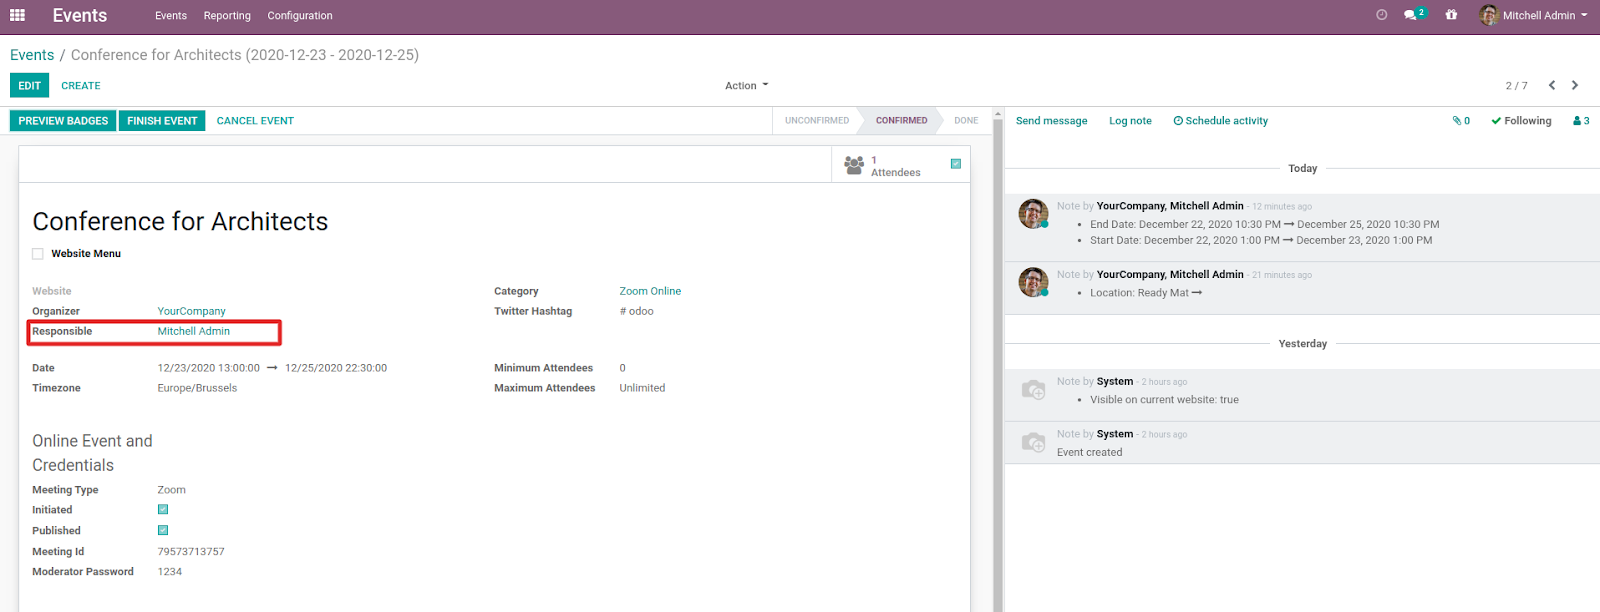 Events Events Reporting Configuration 2 Mitchell Admin
Events / Conference for Architects (2020-12-23 - 2020-12-25)
EDIT CREATE Action 2 / 7
PREVIEW BADGES FINISH EVENT CANCEL EVENT UNCONFIRMED CONFIRMED DONE
1
Attendees
Conference for Architects
Website Menu
Website
Organizer YourCompany
Responsible Mitchell Admin
Date 12/23/2020 13:00:00 → 12/25/2020 22:30:00
Timezone Europe/Brussels
Category Zoom Online
Twitter Hashtag # odoo
Minimum Attendees 0
Maximum Attendees Unlimited
Online Event and
Credentials
Meeting Type Zoom
Initiated
Published
Meeting Id 79573713757
Moderator Password 1234
Send message Log note Schedule activity 0 Following 3
Today
Note by YourCompany, Mitchell Admin - 12 minutes ago
• End Date: December 22, 2020 10:30 PM → December 25, 2020 10:30 PM
• Start Date: December 22, 2020 1:00 PM → December 23, 2020 1:00 PM
Note by YourCompany, Mitchell Admin - 21 minutes ago
• Location: Ready Mat →
Yesterday
Note by System - 2 hours ago
• Visible on current website: true
Note by System - 2 hours ago
Event created